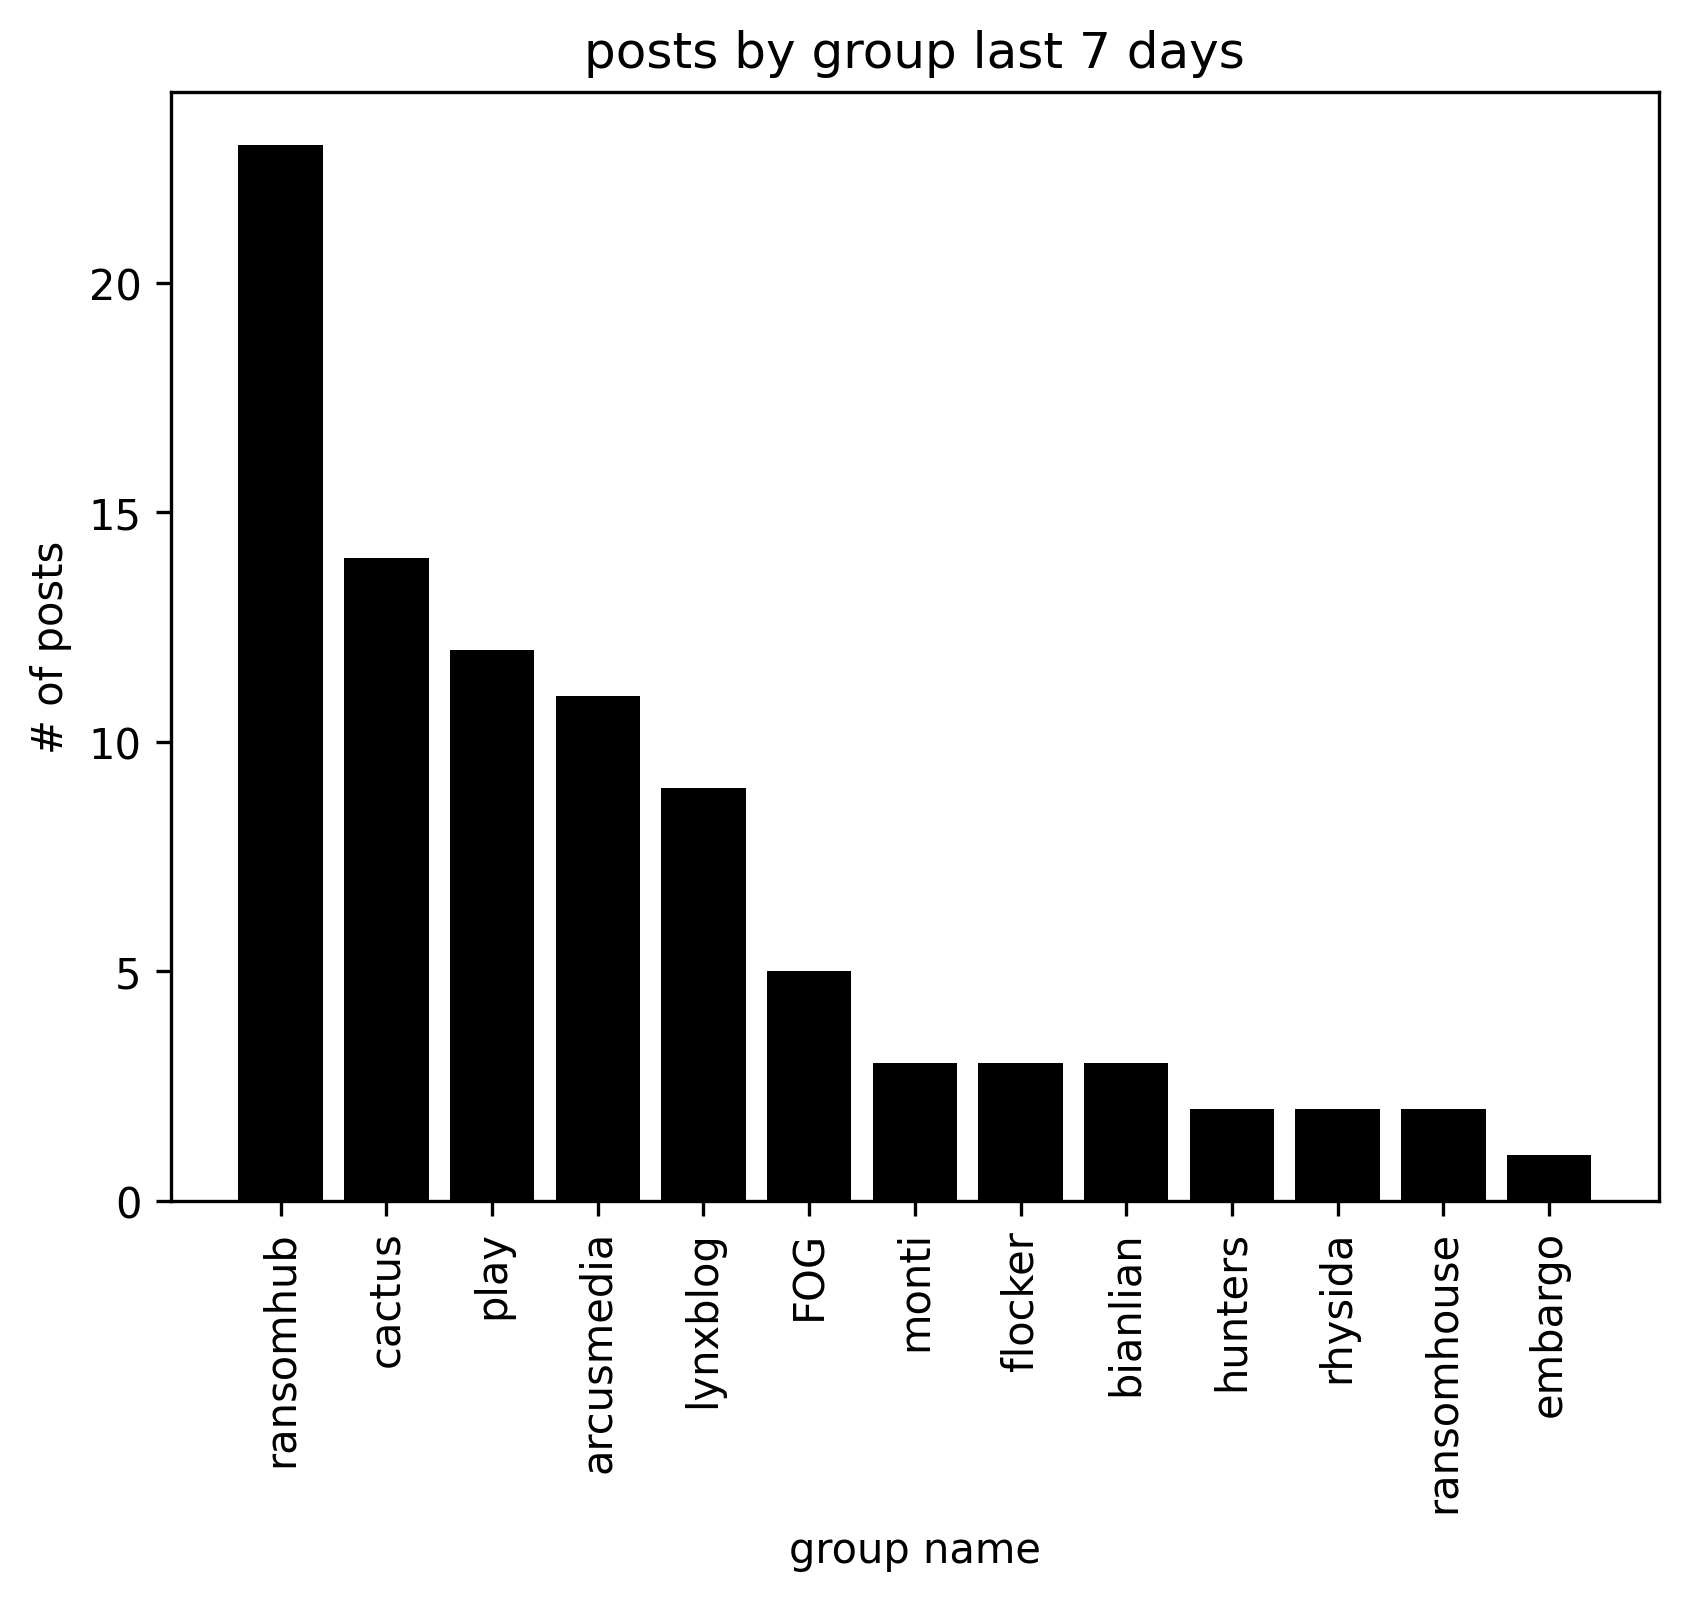 posts by group last 7 days
# of posts
20
15
10
5
0
ransomhub
cactus
play
arcusmedia
lynxblog
FOG
monti
flocker
bianlian
hunters
rhysida
ransomhouse
embargo
group name